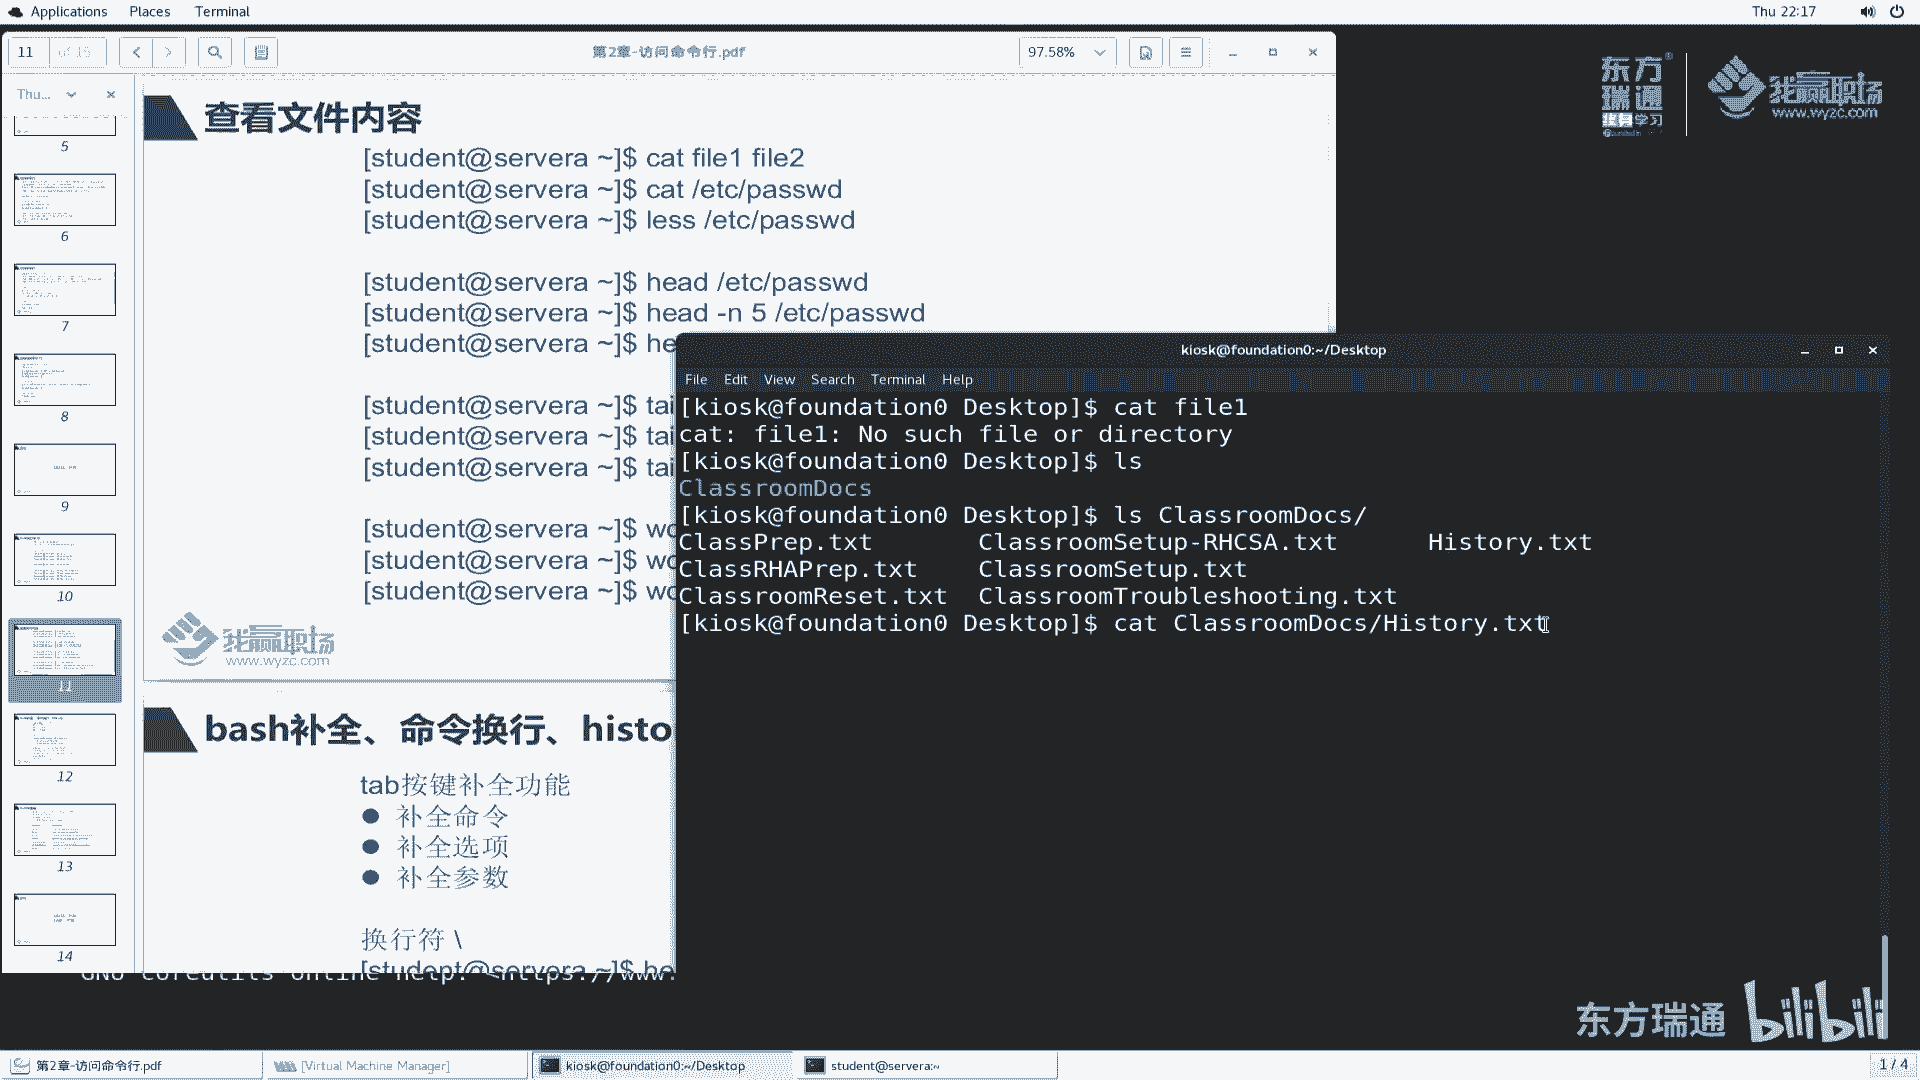 Applications Places Terminal
Thu 22:17
11 of 15
第2章-访问命令行.pdf
97.58%
Thu...
5
6
7
8
9
10
11
12
13
14
查看文件内容
[student@servera ~]$ cat file1 file2
[student@servera ~]$ cat /etc/passwd
[student@servera ~]$ less /etc/passwd
[student@servera ~]$ head /etc/passwd
[student@servera ~]$ head -n 5 /etc/passwd
[student@servera ~]$ he
[student@servera ~]$ tai
[student@servera ~]$ tai
[student@servera ~]$ tai
[student@servera ~]$ wc
[student@servera ~]$ wc
[student@servera ~]$ wc
我赢职场
www.wyzc.com
bash补全、命令换行、histo
tab按键补全功能
● 补全命令
● 补全选项
● 补全参数
换行符 \
[student@servera ~]$ he
GNU coreutils online help: <https://www.
东方
瑞通
终身学习
我赢职场
www.wyzc.com
kiosk@foundation0:~/Desktop
File Edit View Search Terminal Help
[kiosk@foundation0 Desktop]$ cat file1
cat: file1: No such file or directory
[kiosk@foundation0 Desktop]$ ls
ClassroomDocs
[kiosk@foundation0 Desktop]$ ls ClassroomDocs/
ClassPrep.txt ClassroomSetup-RHCSA.txt History.txt
ClassRHAPrep.txt ClassroomSetup.txt
ClassroomReset.txt ClassroomTroubleshooting.txt
[kiosk@foundation0 Desktop]$ cat ClassroomDocs/History.txt
东方瑞通 bilibili
第2章-访问命令行.pdf
[Virtual Machine Manager]
kiosk@foundation0:~/Desktop
student@servera:~
1 / 4